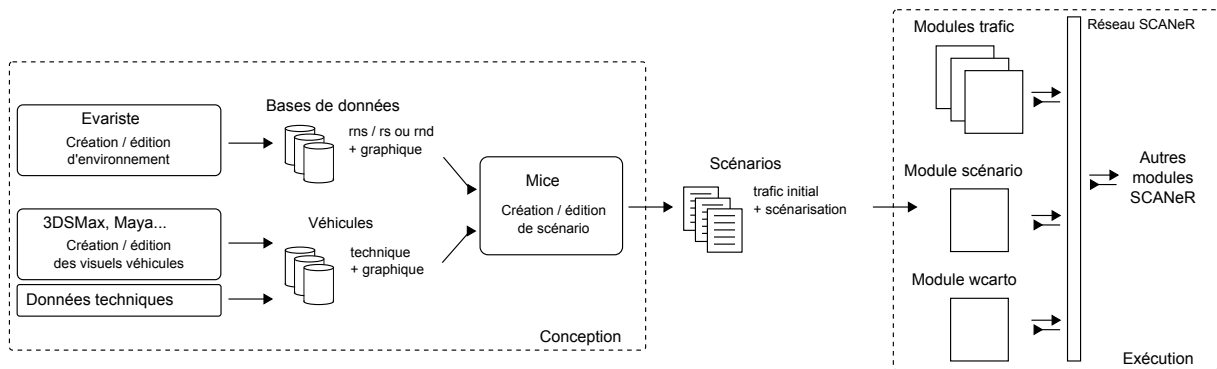 Evariste
Création / édition
d'environnement
3DSMax, Maya...
Création / édition
des visuels véhicules
Données techniques
Bases de données
rns / rs ou rnd
+ graphique
Véhicules
technique
+ graphique
Mice
Création / édition
de scénario
Conception
Scénarios
trafic initial
+ scénarisation
Modules trafic
Réseau SCANeR
Module scénario
Module wcarto
Autres
modules
SCANeR
Exécution